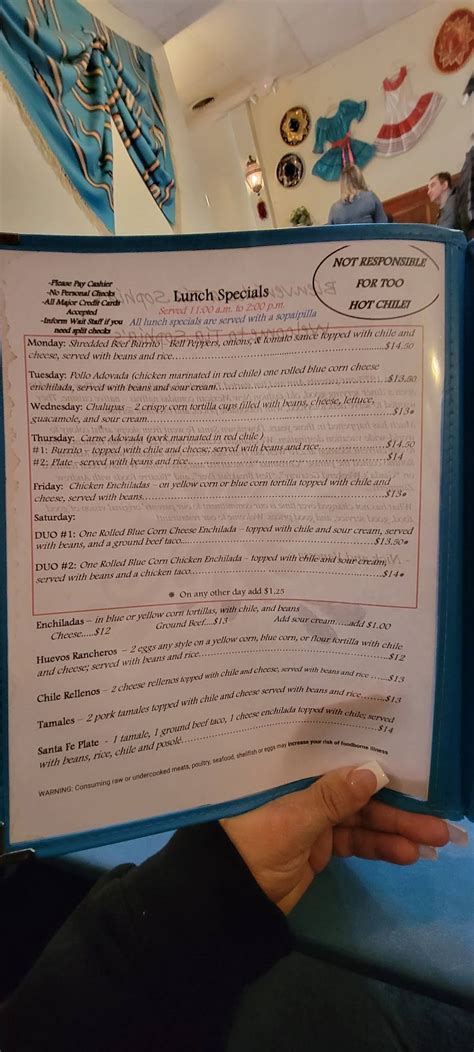 -Please Pay Cashier
-No Personal Checks
-All Major Credit Cards
Accepted
-Inform Wait Staff if you
need split checks
Lunch Specials
Served 11:00 a.m. to 2:00 p.m.
All lunch specials are served with a sopaipilla
NOT RESPONSIBLE
FOR TOO
HOT CHILE!
Monday: Shredded Beef Burrito – Bell Peppers, onions, & tomato sauce topped with chile and
cheese, served with beans and rice...$14.50
Tuesday: Pollo Adovada (chicken marinated in red chile) one rolled blue corn cheese
enchilada, served with beans and sour cream...$13.50
Wednesday: Chalupas – 2 crispy corn tortilla cups filled with beans, cheese, lettuce,
guacamole, and sour cream...$13*
Thursday: Carne Adovada (pork marinated in red chile)
#1: Burrito – topped with chile and cheese; served with beans and rice...$14.50
#2: Plate – served with beans and rice...$14
Friday: Chicken Enchiladas – on yellow corn or blue corn tortilla topped with chile and
cheese, served with beans...$13*
Saturday:
DUO #1: One Rolled Blue Corn Cheese Enchilada – topped with chile and sour cream, served
with beans, and a ground beef taco...$13.50*
DUO #2: One Rolled Blue Corn Chicken Enchilada – topped with chile and sour cream,
served with beans and a chicken taco...$14*
* On any other day add $1.25
Enchiladas – in blue or yellow corn tortillas, with chile, and beans
Cheese.....$12 Ground Beef....$13 Add sour cream.....add $1.00
Huevos Rancheros – 2 eggs any style on a yellow corn, blue corn, or flour tortilla with chile
and cheese; served with beans and rice...$12
Chile Rellenos – 2 cheese rellenos topped with chile and cheese, served with beans and rice .....$13
Tamales – 2 pork tamales topped with chile and cheese served with beans and rice......$13
Santa Fe Plate - 1 tamale, 1 ground beef taco, 1 cheese enchilada topped with chile; served
with beans, rice, chile and posole...$14
WARNING: Consuming raw or undercooked meats, poultry, seafood, shellfish or eggs may increase your risk of foodborne illness